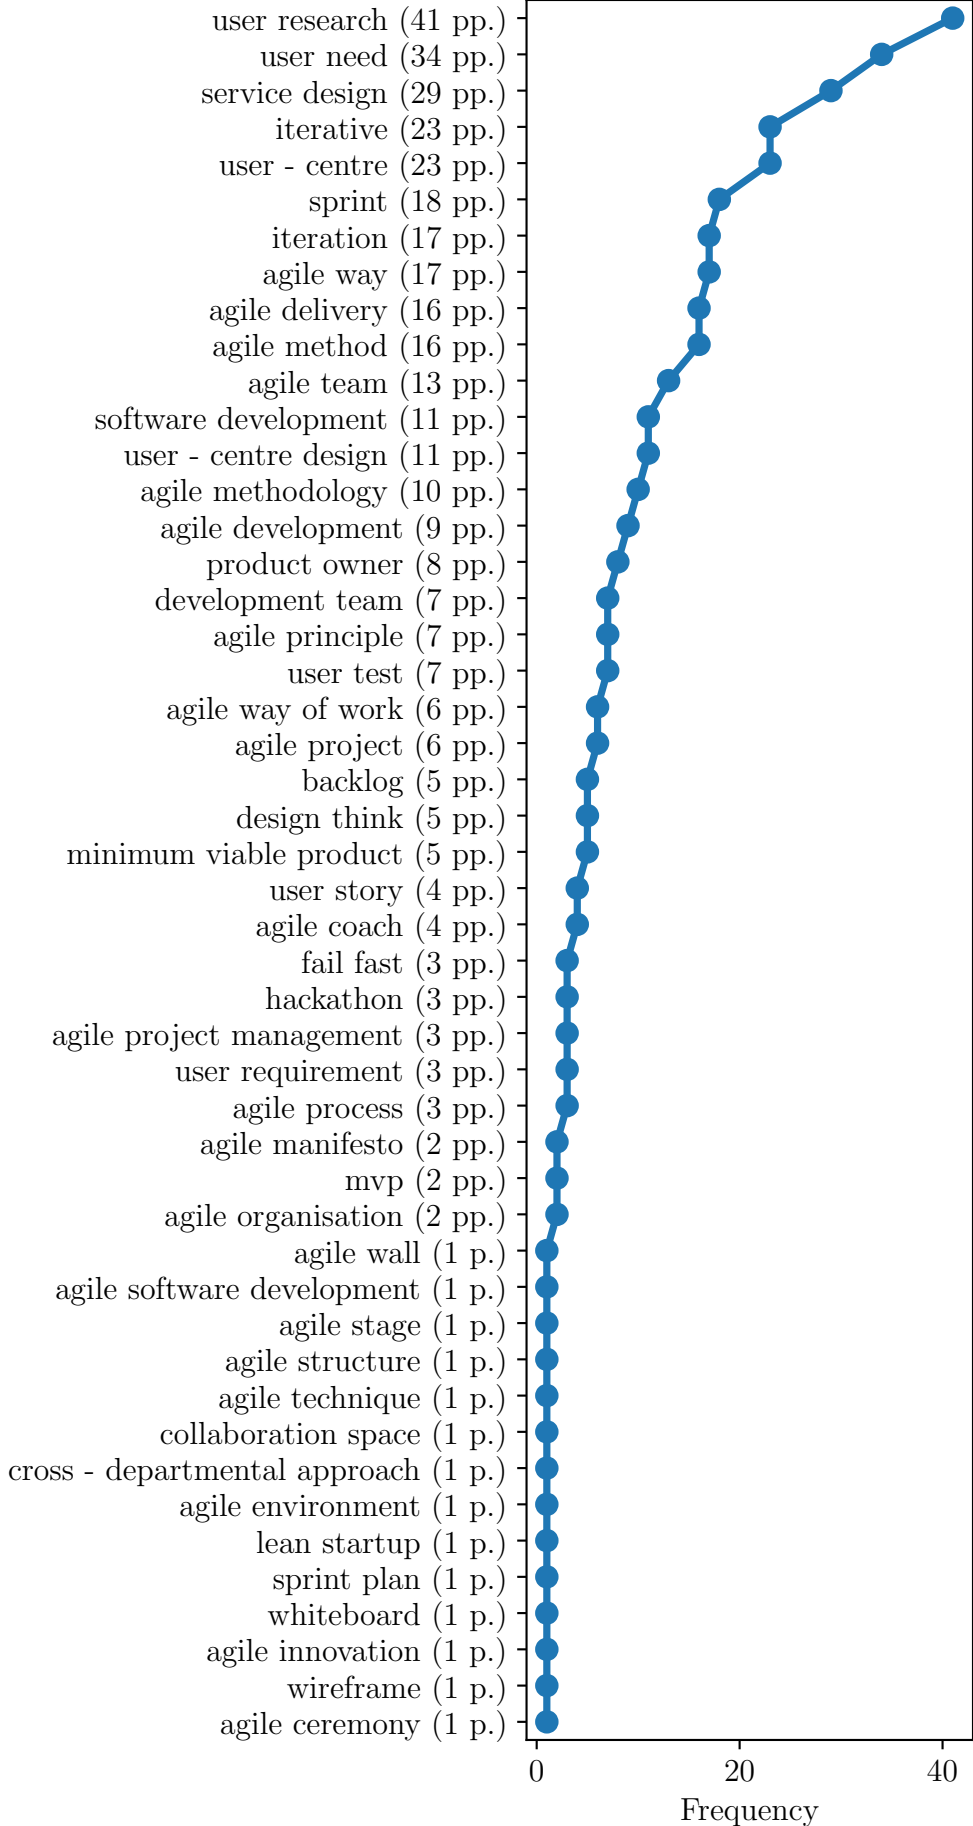 user research (41 pp.)
user need (34 pp.)
service design (29 pp.)
iterative (23 pp.)
user - centre (23 pp.)
sprint (18 pp.)
iteration (17 pp.)
agile way (17 pp.)
agile delivery (16 pp.)
agile method (16 pp.)
agile team (13 pp.)
software development (11 pp.)
user - centre design (11 pp.)
agile methodology (10 pp.)
agile development (9 pp.)
product owner (8 pp.)
development team (7 pp.)
agile principle (7 pp.)
user test (7 pp.)
agile way of work (6 pp.)
agile project (6 pp.)
backlog (5 pp.)
design think (5 pp.)
minimum viable product (5 pp.)
user story (4 pp.)
agile coach (4 pp.)
fail fast (3 pp.)
hackathon (3 pp.)
agile project management (3 pp.)
user requirement (3 pp.)
agile process (3 pp.)
agile manifesto (2 pp.)
mvp (2 pp.)
agile organisation (2 pp.)
agile wall (1 p.)
agile software development (1 p.)
agile stage (1 p.)
agile structure (1 p.)
agile technique (1 p.)
collaboration space (1 p.)
cross - departmental approach (1 p.)
agile environment (1 p.)
lean startup (1 p.)
sprint plan (1 p.)
whiteboard (1 p.)
agile innovation (1 p.)
wireframe (1 p.)
agile ceremony (1 p.)
0 20 40
Frequency